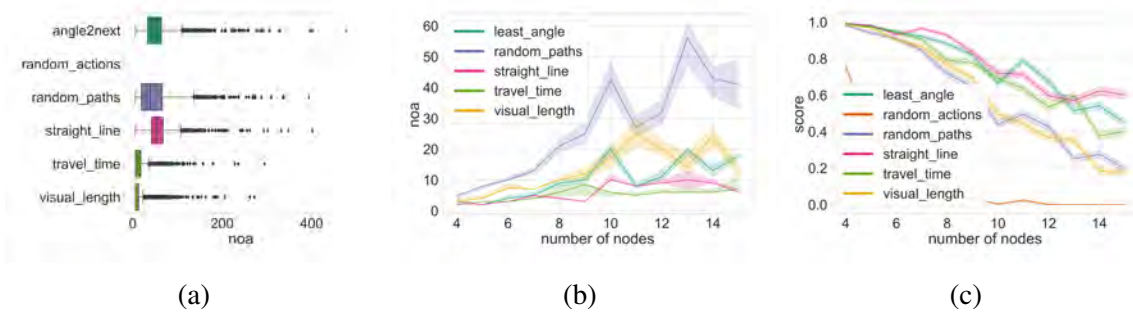 angle2next
random_actions
random_paths
straight_line
travel_time
visual_length
0 200 400
noa
(a)
60
50
40
30
20
10
0
noa
least_angle
random_paths
straight_line
travel_time
visual_length
4 6 8 10 12 14
number of nodes
(b)
1.0
0.8
0.6
0.4
0.2
0.0
score
least_angle
random_actions
random_paths
straight_line
travel_time
visual_length
4 6 8 10 12 14
number of nodes
(c)